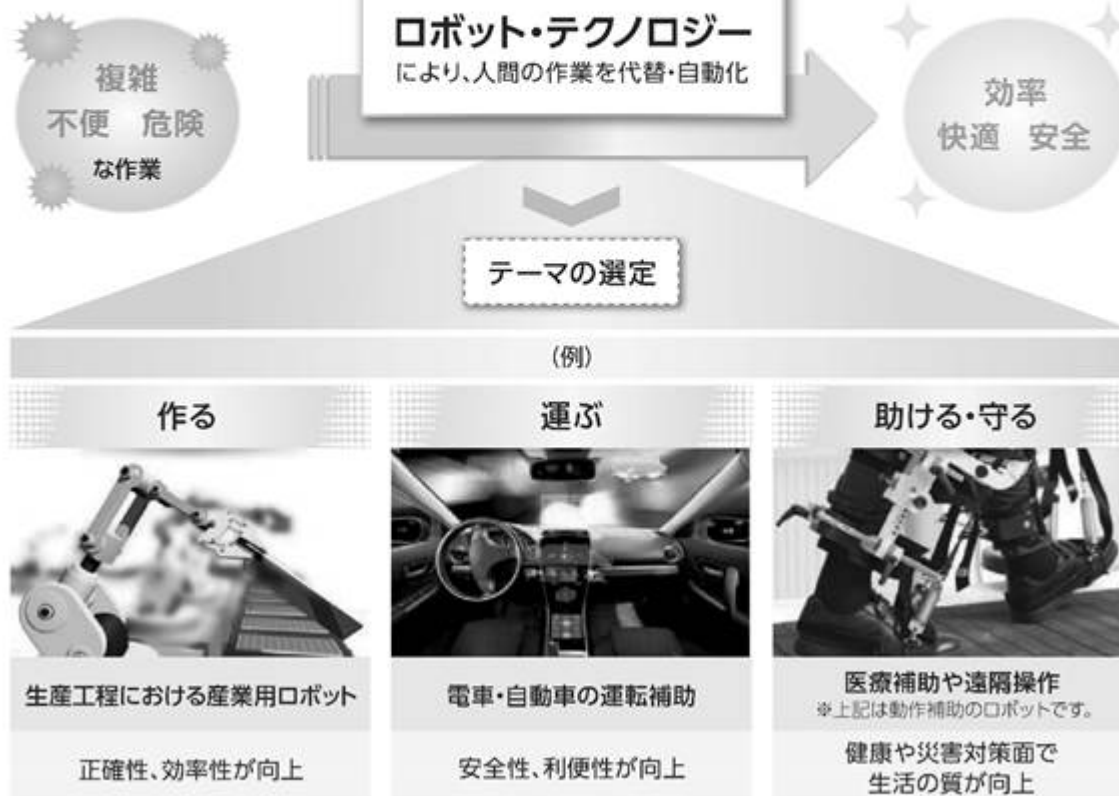 ロボット・テクノロジー
により、人間の作業を代替・自動化
複雑
不便 危険
な作業
効率
快適 安全
テーマの選定
(例)
作る
運ぶ
助ける・守る
生産工程における産業用ロボット
電車・自動車の運転補助
医療補助や遠隔操作
※上記は動作補助のロボットです。
正確性、効率性が向上
安全性、利便性が向上
健康や災害対策面で
生活の質が向上